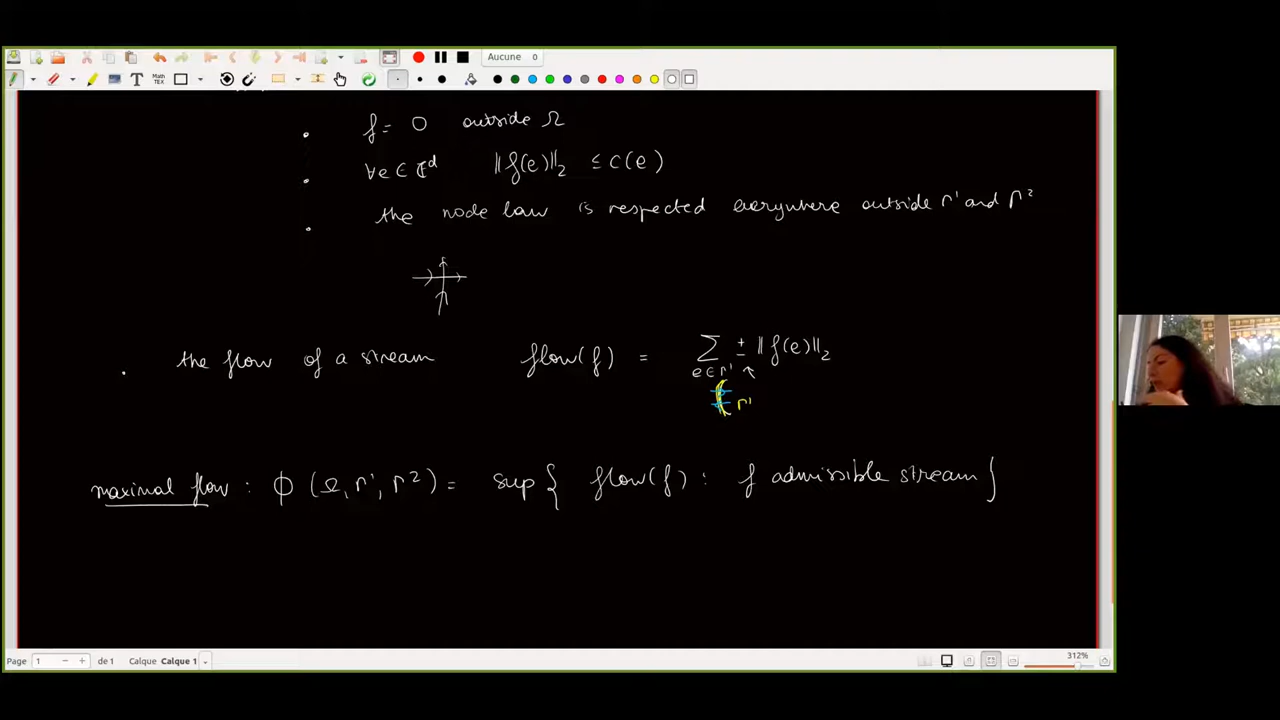 Aucune 0
Math TEX
• f = 0 outside Ω
• ∀e ∈ 𝔼^d ‖f(e)‖₂ ≤ c(e)
• the node law is respected everywhere outside Γ¹ and Γ²
• the flow of a stream flow(f) = ∑_{e∈Γ¹} ± ‖f(e)‖₂
Γ¹
maximal flow : ϕ (Ω, Γ¹, Γ²) = sup { flow(f) : f admissible stream }
Page 1 de 1 Calque Calque 1 312%